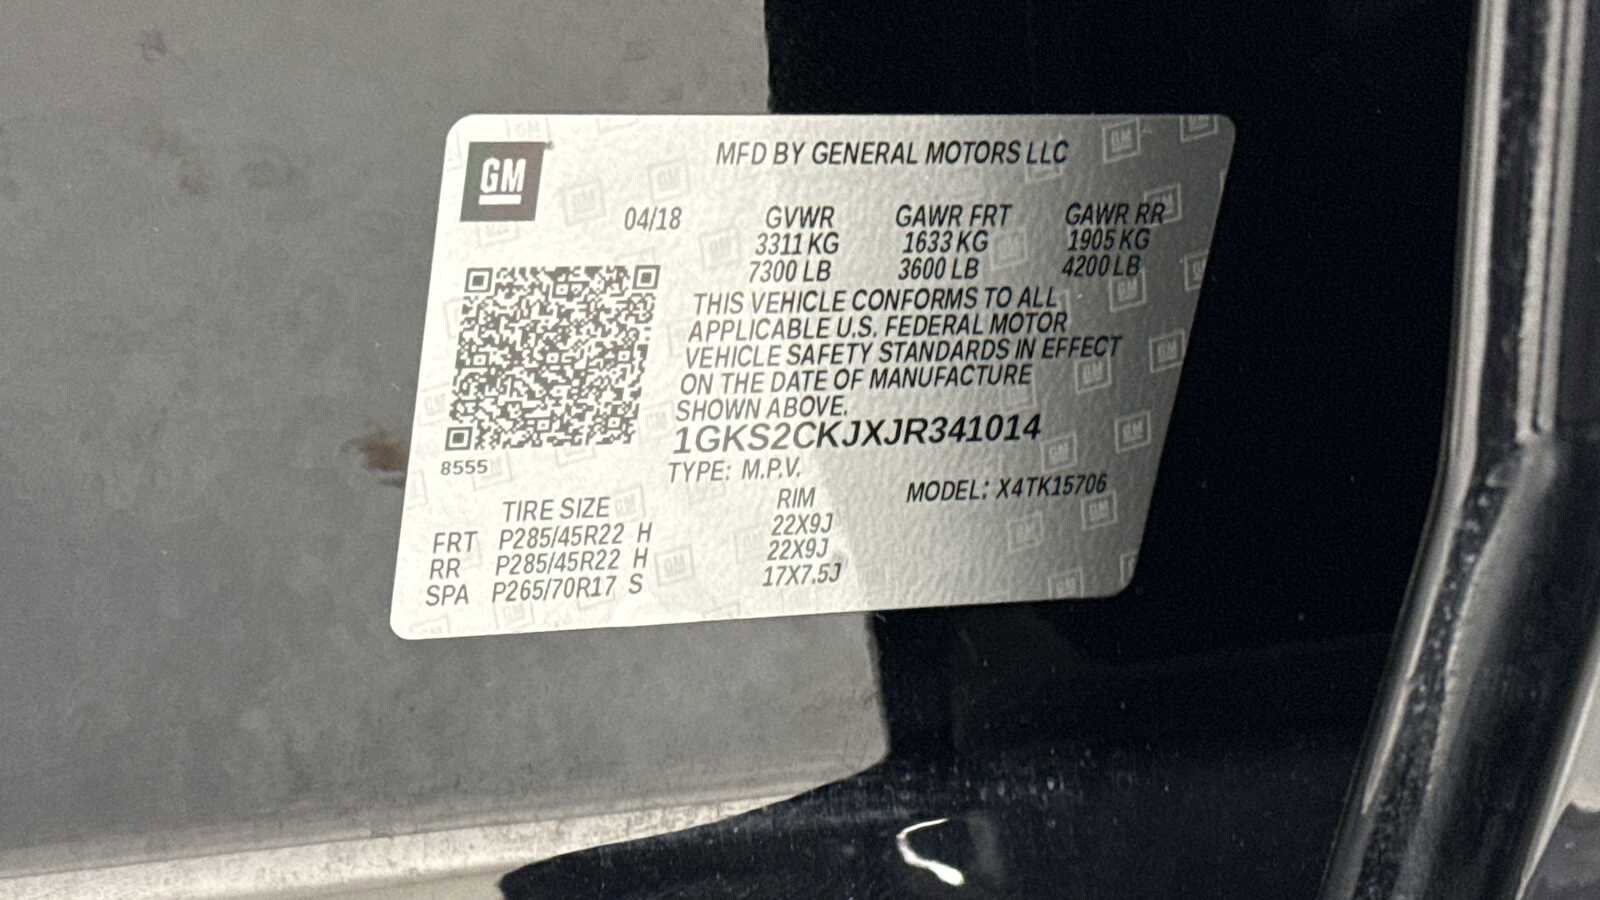 GM
MFD BY GENERAL MOTORS LLC
04/18 GVWR GAWR FRT GAWR RR
3311 KG 1633 KG 1905 KG
7300 LB 3600 LB 4200 LB
THIS VEHICLE CONFORMS TO ALL
APPLICABLE U.S. FEDERAL MOTOR
VEHICLE SAFETY STANDARDS IN EFFECT
ON THE DATE OF MANUFACTURE
SHOWN ABOVE.
1GKS2CKJXJR341014
8555
TYPE: M.P.V.
MODEL: X4TK15706
TIRE SIZE RIM
FRT P285/45R22 H 22X9J
RR P285/45R22 H 22X9J
SPA P265/70R17 S 17X7.5J